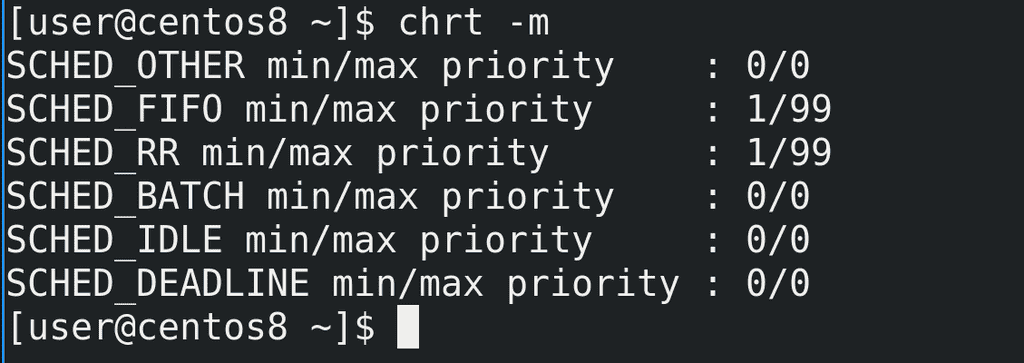 [user@centos8 ~]$ chrt -m
SCHED_OTHER min/max priority    : 0/0
SCHED_FIFO min/max priority     : 1/99
SCHED_RR min/max priority       : 1/99
SCHED_BATCH min/max priority    : 0/0
SCHED_IDLE min/max priority     : 0/0
SCHED_DEADLINE min/max priority : 0/0
[user@centos8 ~]$